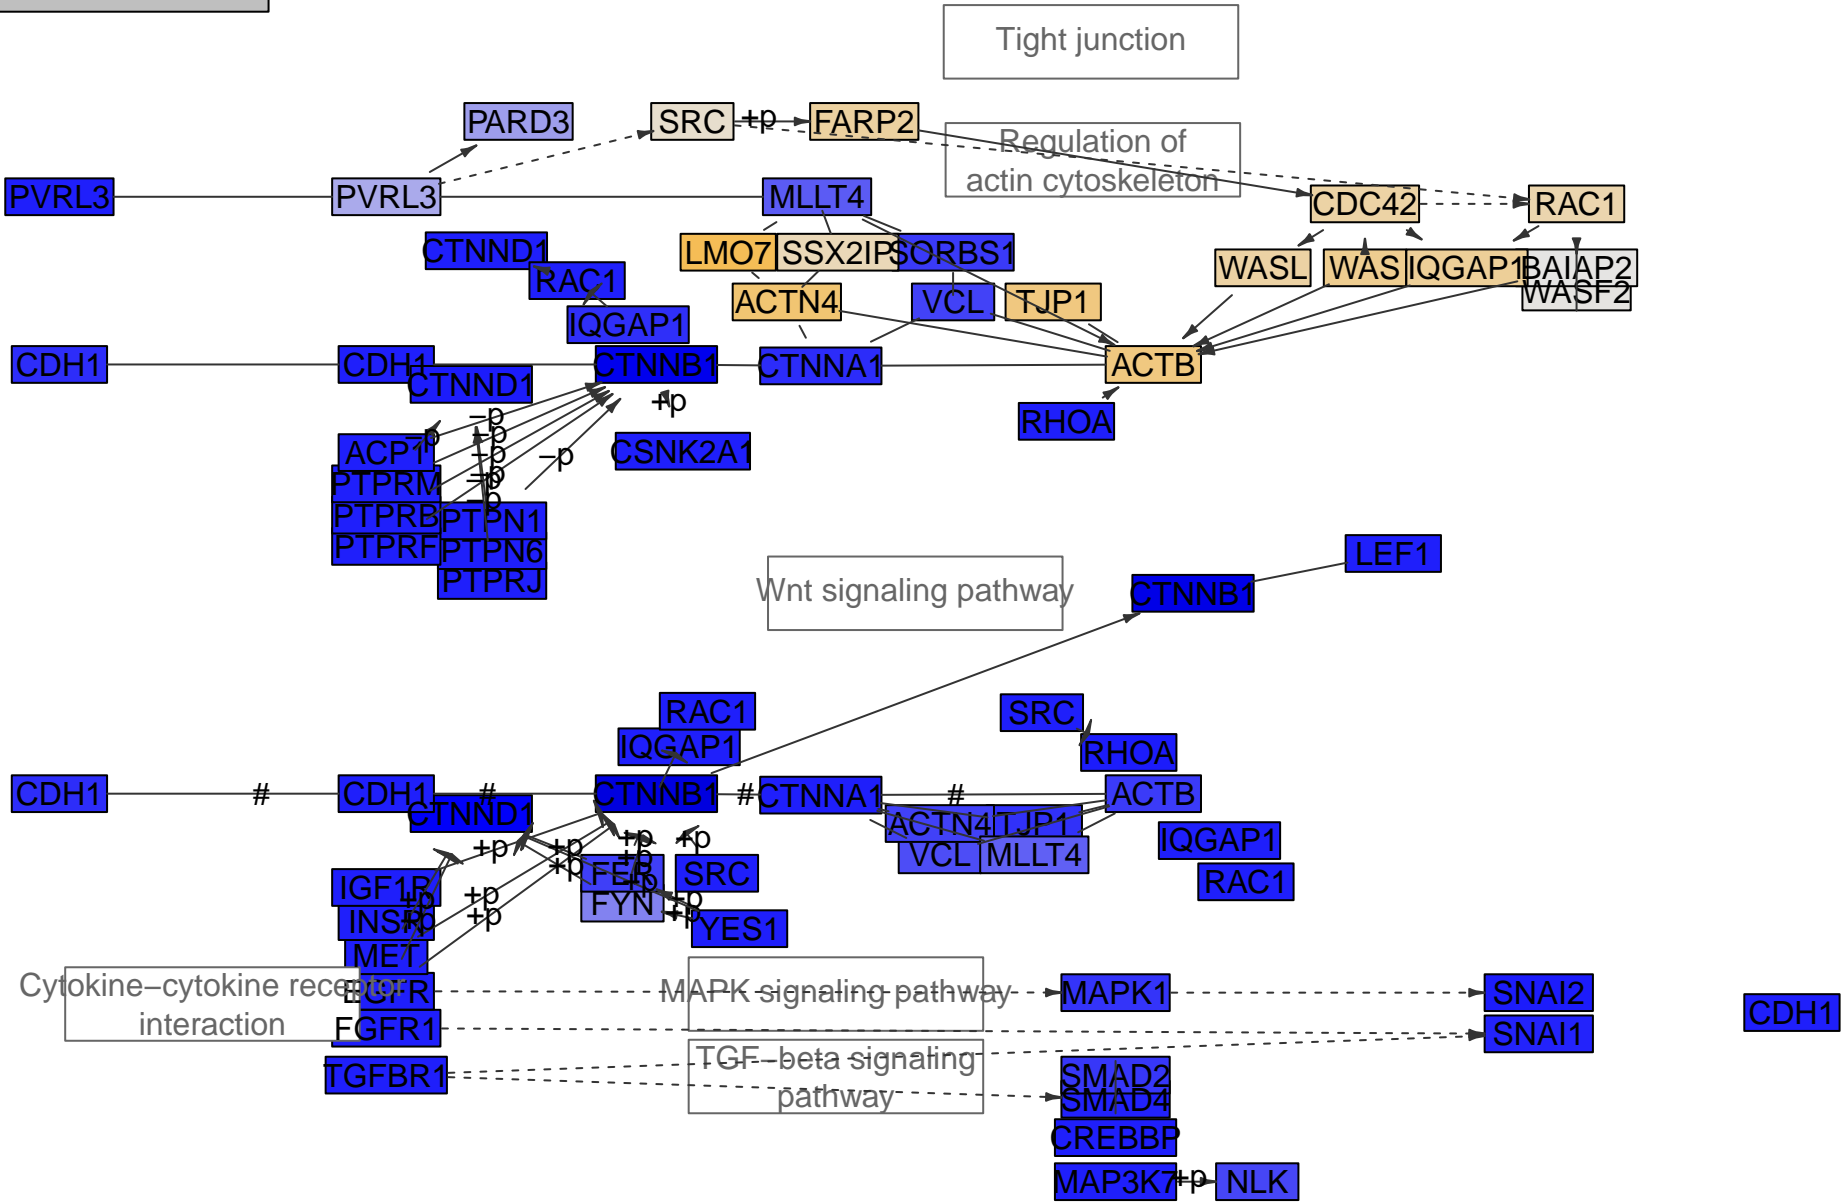 Tight junction
PARD3
SRC
+p
FARP2
Regulation of
actin cytoskeleton
PVRL3
PVRL3
MLLT4
CDC42
RAC1
CTNND1
LMO7
SSX2IP
SORBS1
WASL
WAS
IQGAP1
BAIAP2
RAC1
ACTN4
VCL
TJP1
WASF2
IQGAP1
CDH1
CDH1
CTNNB1
CTNNA1
ACTB
CTNND1
+p
–p
RHOA
–p
–p
ACP1
–p
–p
CSNK2A1
–p
PTPRM
–p
–p
PTPRB
PTPN1
PTPRF
PTPN6
LEF1
PTPRJ
Wnt signaling pathway
CTNNB1
RAC1
SRC
IQGAP1
RHOA
CDH1
#
CDH1
#
CTNNB1
#
CTNNA1
#
ACTB
CTNND1
ACTN4
TJP1
+p
+p
+p
+p
IQGAP1
+p
+p
VCL
MLLT4
FER
SRC
IGF1R
+p
RAC1
+p
+p
+p
FYN
INSR
+p
+p
+p
YES1
MET
Cytokine–cytokine receptor
interaction
EGFR
MAPK signaling pathway
MAPK1
SNAI2
CDH1
FGFR1
SNAI1
TGF–beta signaling
pathway
TGFBR1
SMAD2
SMAD4
CREBBP
MAP3K7
+p
NLK